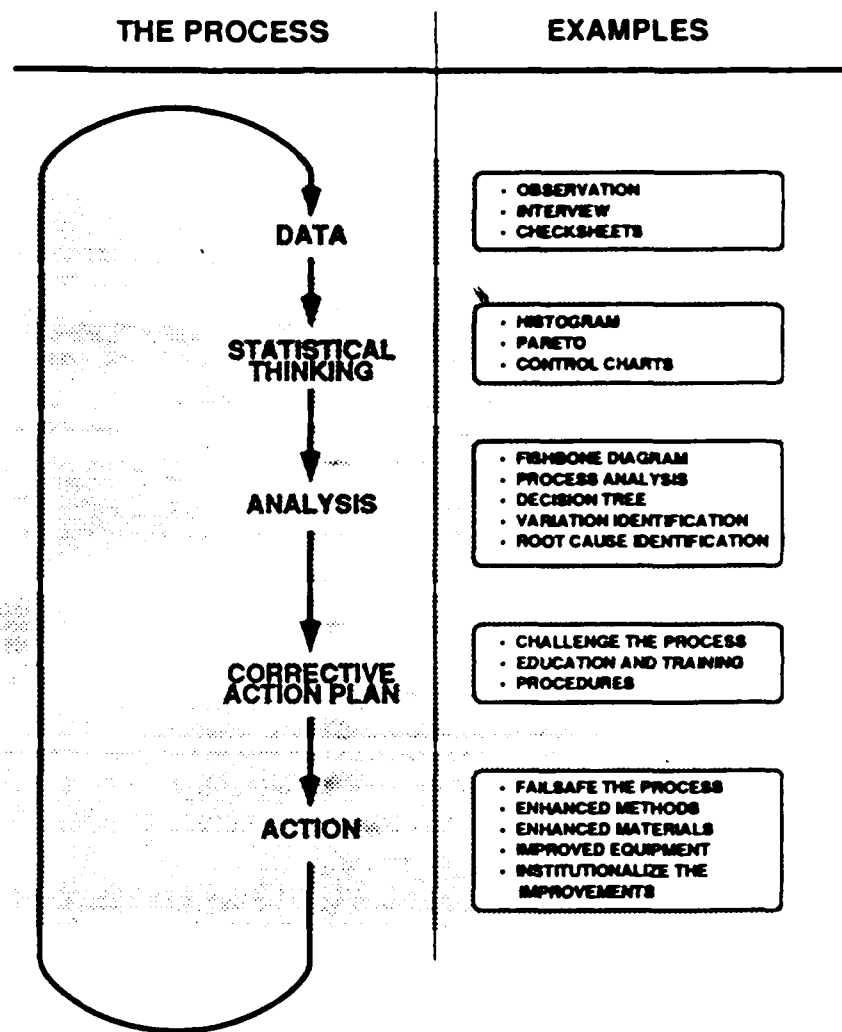 THE PROCESS
EXAMPLES
DATA
• OBSERVATION
• INTERVIEW
• CHECKSHEETS
STATISTICAL
THINKING
• HISTOGRAM
• PARETO
• CONTROL CHARTS
ANALYSIS
• FISHBONE DIAGRAM
• PROCESS ANALYSIS
• DECISION TREE
• VARIATION IDENTIFICATION
• ROOT CAUSE IDENTIFICATION
CORRECTIVE
ACTION PLAN
• CHALLENGE THE PROCESS
• EDUCATION AND TRAINING
• PROCEDURES
ACTION
• FAILSAFE THE PROCESS
• ENHANCED METHODS
• ENHANCED MATERIALS
• IMPROVED EQUIPMENT
• INSTITUTIONALIZE THE
IMPROVEMENTS